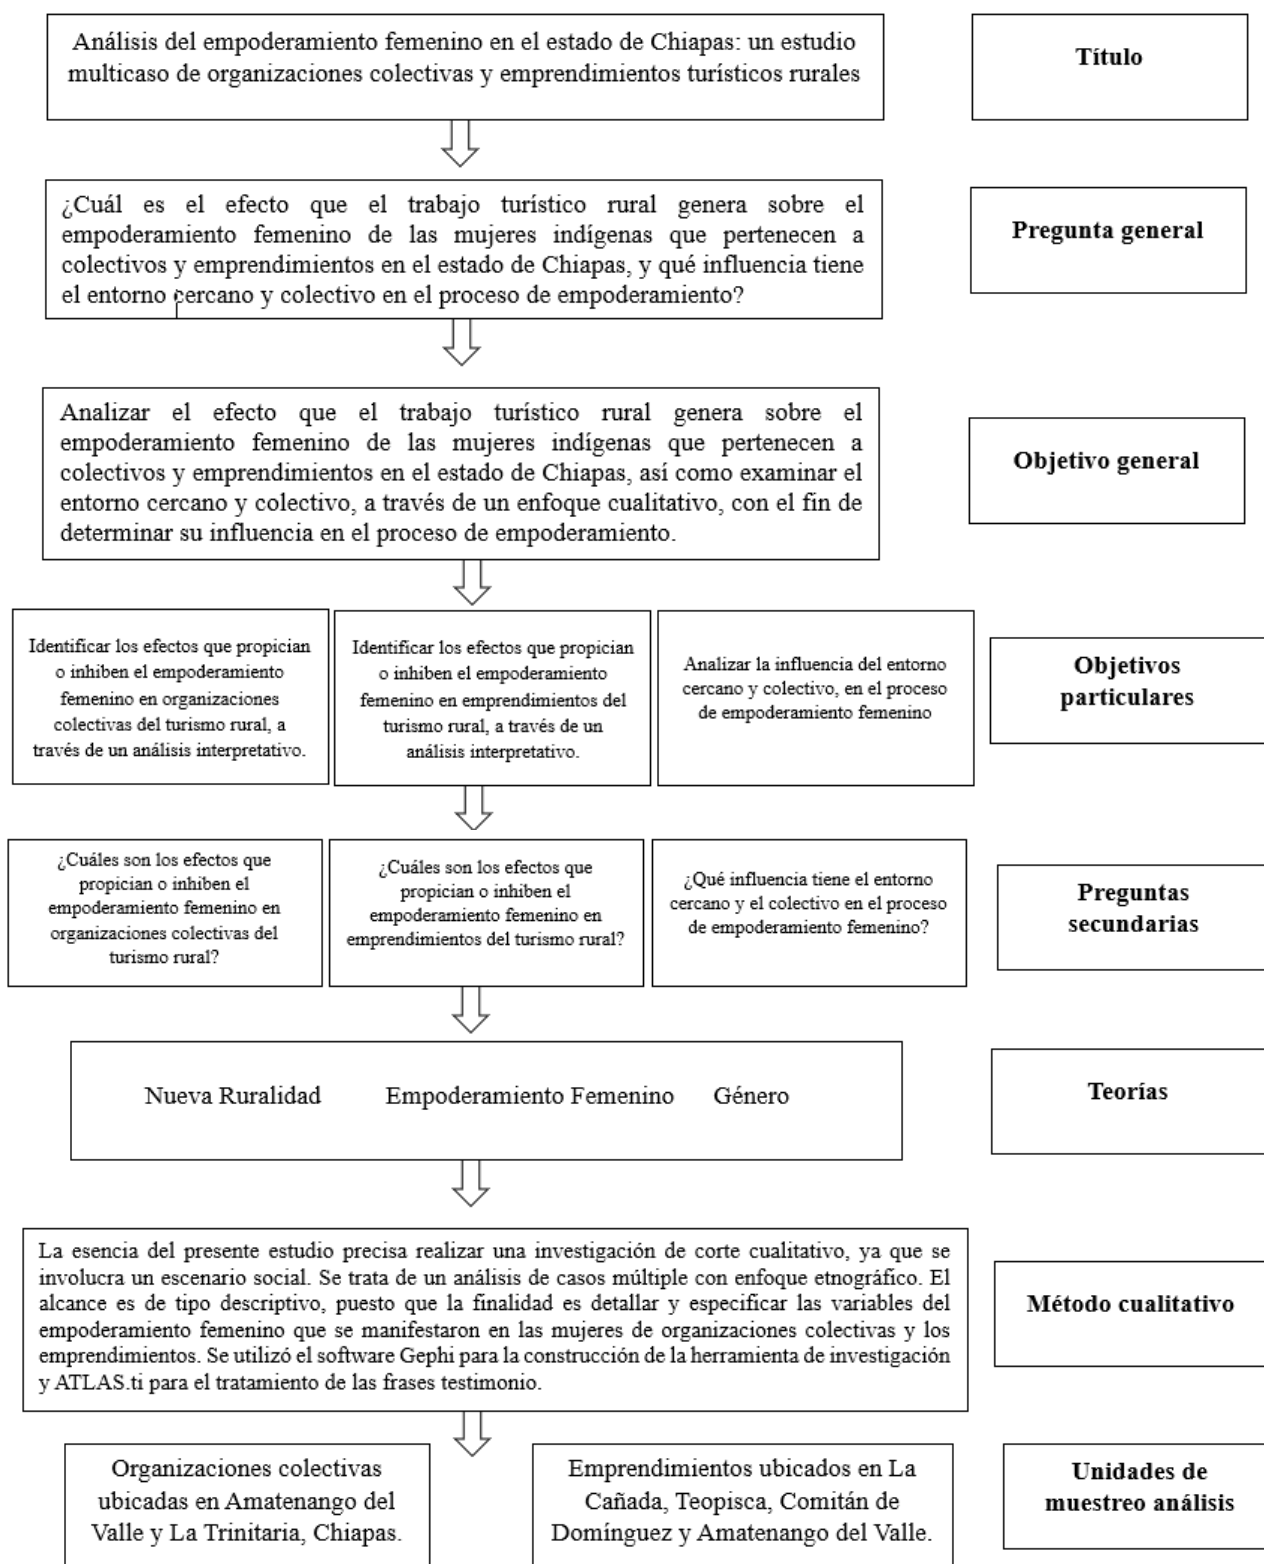 Análisis del empoderamiento femenino en el estado de Chiapas: un estudio
multicaso de organizaciones colectivas y emprendimientos turísticos rurales
Título
¿Cuál es el efecto que el trabajo turístico rural genera sobre el
empoderamiento femenino de las mujeres indígenas que pertenecen a
colectivos y emprendimientos en el estado de Chiapas, y qué influencia tiene
el entorno cercano y colectivo en el proceso de empoderamiento?
Pregunta general
Analizar el efecto que el trabajo turístico rural genera sobre el
empoderamiento femenino de las mujeres indígenas que pertenecen a
colectivos y emprendimientos en el estado de Chiapas, así como examinar el
entorno cercano y colectivo, a través de un enfoque cualitativo, con el fin de
determinar su influencia en el proceso de empoderamiento.
Objetivo general
Identificar los efectos que propician
o inhiben el empoderamiento
femenino en organizaciones
colectivas del turismo rural, a
través de un análisis interpretativo.
Identificar los efectos que propician
o inhiben el empoderamiento
femenino en emprendimientos del
turismo rural, a través de un
análisis interpretativo.
Analizar la influencia del entorno
cercano y colectivo, en el proceso
de empoderamiento femenino
Objetivos
particulares
¿Cuáles son los efectos que
propician o inhiben el
empoderamiento femenino en
organizaciones colectivas del
turismo rural?
¿Cuáles son los efectos que
propician o inhiben el
empoderamiento femenino en
emprendimientos del turismo rural?
¿Qué influencia tiene el entorno
cercano y el colectivo en el proceso
de empoderamiento femenino?
Preguntas
secundarias
Nueva Ruralidad Empoderamiento Femenino Género
Teorías
La esencia del presente estudio precisa realizar una investigación de corte cualitativo, ya que se
involucra un escenario social. Se trata de un análisis de casos múltiple con enfoque etnográfico. El
alcance es de tipo descriptivo, puesto que la finalidad es detallar y especificar las variables del
empoderamiento femenino que se manifestaron en las mujeres de organizaciones colectivas y los
emprendimientos. Se utilizó el software Gephi para la construcción de la herramienta de investigación
y ATLAS.ti para el tratamiento de las frases testimonio.
Método cualitativo
Organizaciones colectivas
ubicadas en Amatenango del
Valle y La Trinitaria, Chiapas.
Emprendimientos ubicados en La
Cañada, Teopisca, Comitán de
Domínguez y Amatenango del Valle.
Unidades de
muestreo análisis